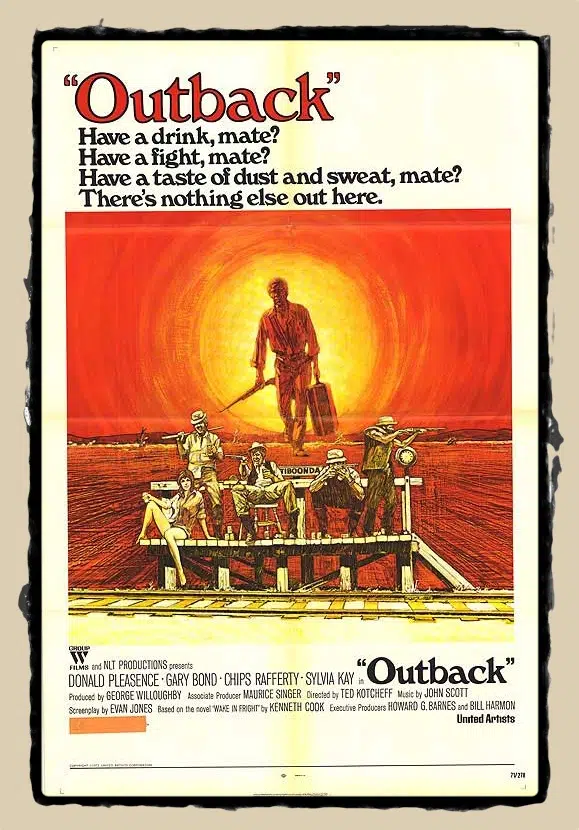 "Outback"
Have a drink, mate?
Have a fight, mate?
Have a taste of dust and sweat, mate?
There's nothing else out here.
TIBOONDA
GROUP
W
FILMS and NLT PRODUCTIONS presents
DONALD PLEASENCE · GARY BOND · CHIPS RAFFERTY · SYLVIA KAY in "Outback"
Produced by GEORGE WILLOUGHBY Associate Producer MAURICE SINGER Directed by TED KOTCHEFF Music by JOHN SCOTT
Screenplay by EVAN JONES Based on the novel "WAKE IN FRIGHT" by KENNETH COOK Executive Producers HOWARD G. BARNES and BILL HARMON
United Artists
71/278